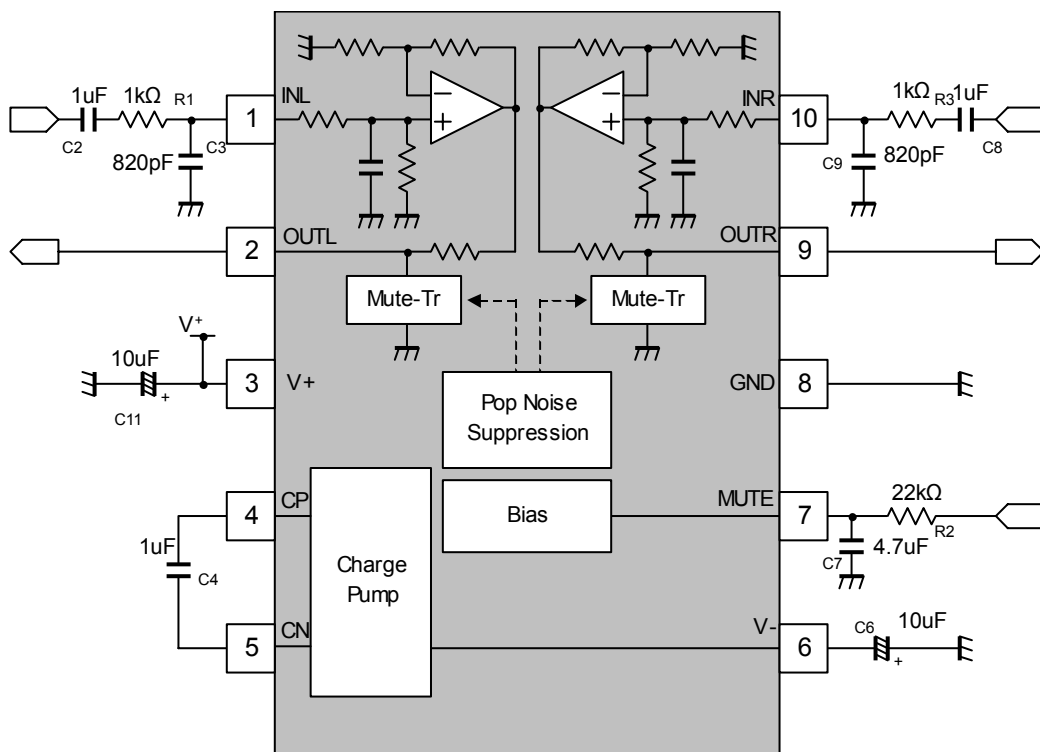 1uF 1kΩ R1
C2 820pF C3
1 INL
−
+
−
+
INR 10
1kΩ R3 1uF
C9 820pF C8
2 OUTL
OUTR 9
Mute-Tr
Mute-Tr
V+
10uF
+
C11
3 V+
GND 8
Pop Noise
Suppression
4 CP
1uF
C4
5 CN
Charge
Pump
Bias
MUTE 7
22kΩ
R2
C7 4.7uF
V- 6
C6 10uF
+